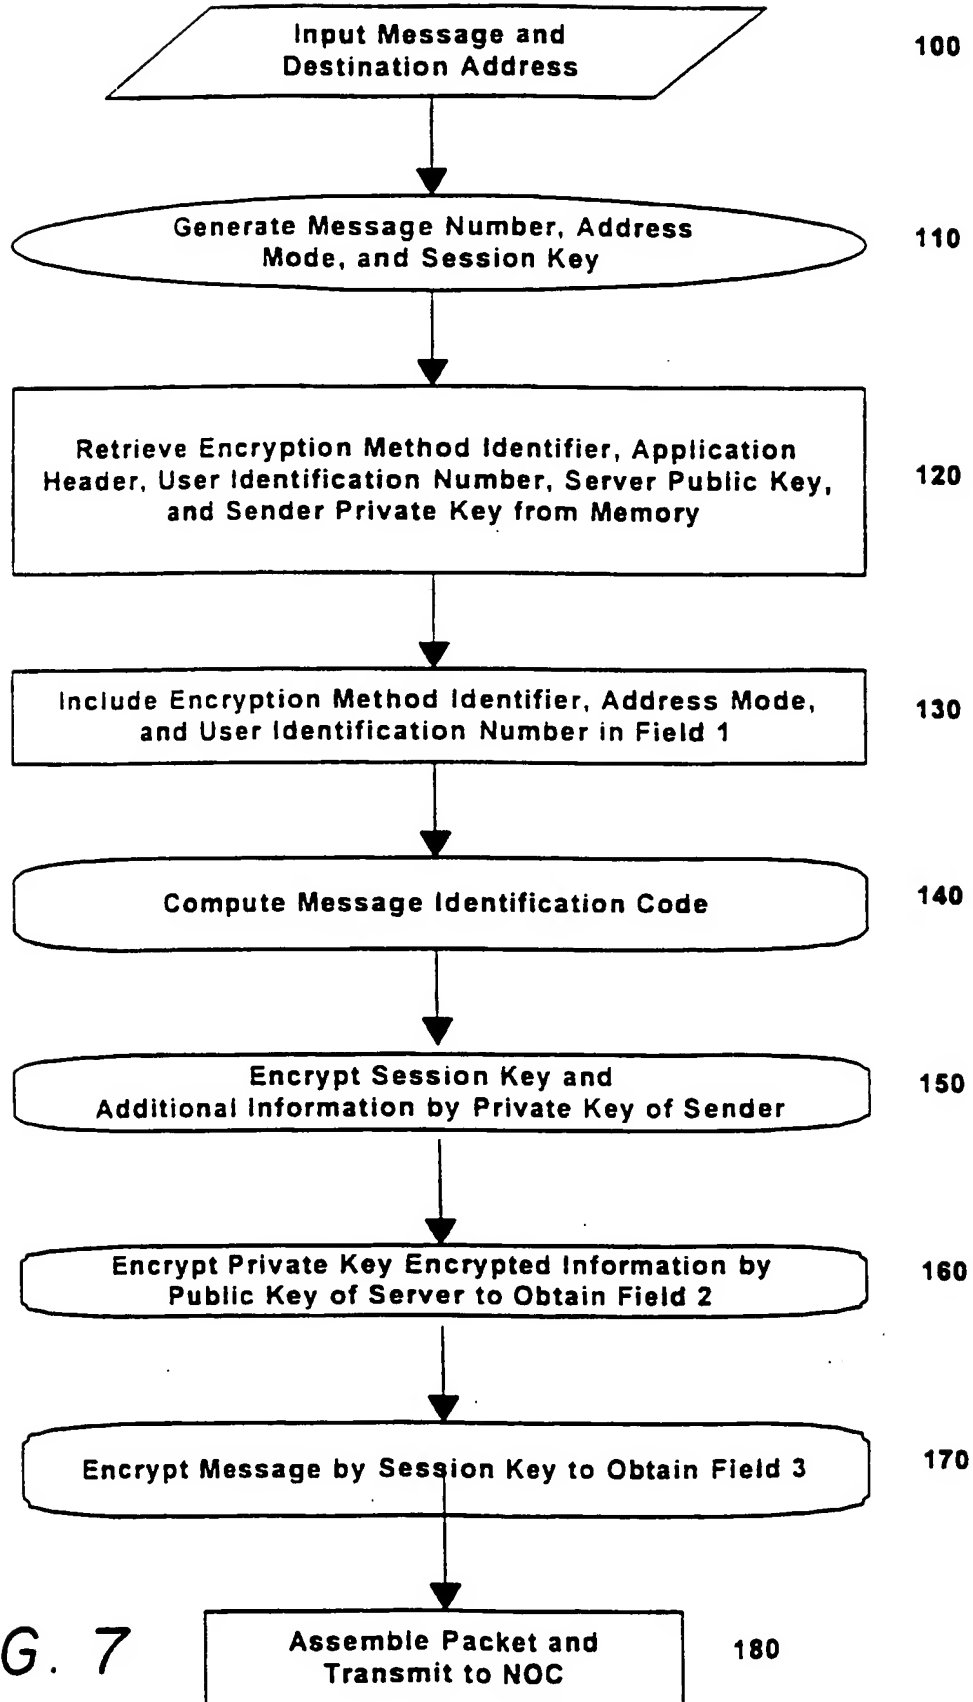 Input Message and
Destination Address
100
Generate Message Number, Address
Mode, and Session Key
110
Retrieve Encryption Method Identifier, Application
Header, User Identification Number, Server Public Key,
and Sender Private Key from Memory
120
Include Encryption Method Identifier, Address Mode,
and User Identification Number in Field 1
130
Compute Message Identification Code
140
Encrypt Session Key and
Additional Information by Private Key of Sender
150
Encrypt Private Key Encrypted Information by
Public Key of Server to Obtain Field 2
160
Encrypt Message by Session Key to Obtain Field 3
170
G. 7
Assemble Packet and
Transmit to NOC
180